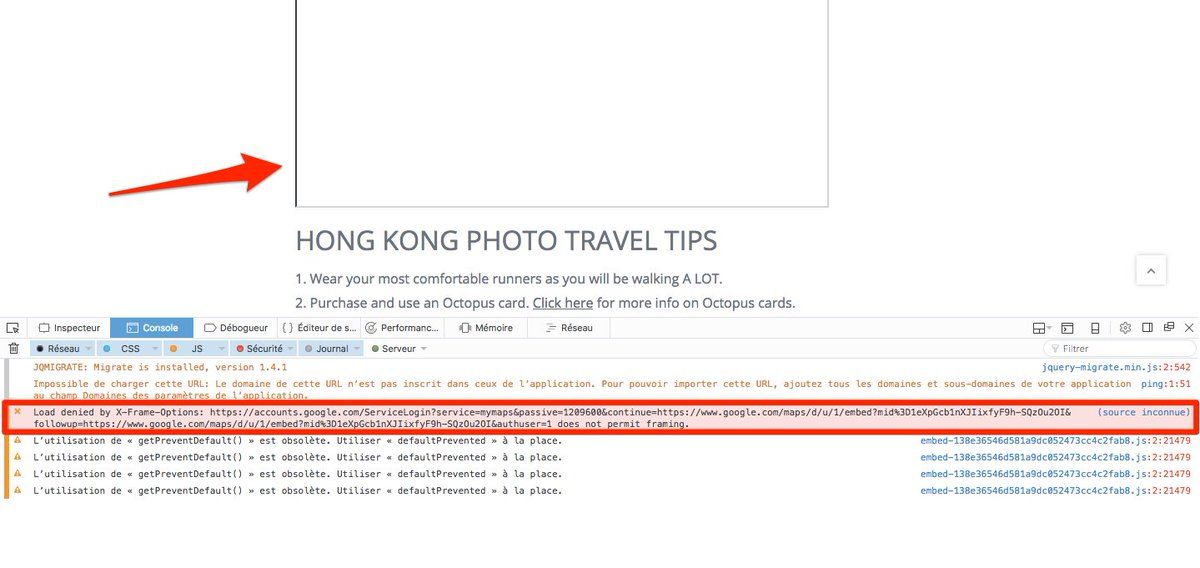 HONG KONG PHOTO TRAVEL TIPS
1. Wear your most comfortable runners as you will be walking A LOT.
2. Purchase and use an Octopus card. Click here for more info on Octopus cards.
Inspecteur Console Débogueur { } Éditeur de s... Performanc... Mémoire Réseau
Réseau CSS JS Sécurité Journal Serveur Filtrer
JQMIGRATE: Migrate is installed, version 1.4.1 jquery-migrate.min.js:2:542
Impossible de charger cette URL: Le domaine de cette URL n’est pas inscrit dans ceux de l’application. Pour pouvoir importer cette URL, ajoutez tous les domaines et sous-domaines de votre application ping:1:51
au champ Domaines des paramètres de l’application.
Load denied by X-Frame-Options: https://accounts.google.com/ServiceLogin?service=mymaps&passive=1209600&continue=https://www.google.com/maps/d/u/1/embed?mid%3D1eXpGcb1nXJIixfyF9h-SQzOu2OI& (source inconnue)
followup=https://www.google.com/maps/d/u/1/embed?mid%3D1eXpGcb1nXJIixfyF9h-SQzOu2OI&authuser=1 does not permit framing.
L’utilisation de « getPreventDefault() » est obsolète. Utiliser « defaultPrevented » à la place. embed-138e36546d581a9dc052473cc4c2fab8.js:2:21479
L’utilisation de « getPreventDefault() » est obsolète. Utiliser « defaultPrevented » à la place. embed-138e36546d581a9dc052473cc4c2fab8.js:2:21479
L’utilisation de « getPreventDefault() » est obsolète. Utiliser « defaultPrevented » à la place. embed-138e36546d581a9dc052473cc4c2fab8.js:2:21479
L’utilisation de « getPreventDefault() » est obsolète. Utiliser « defaultPrevented » à la place. embed-138e36546d581a9dc052473cc4c2fab8.js:2:21479